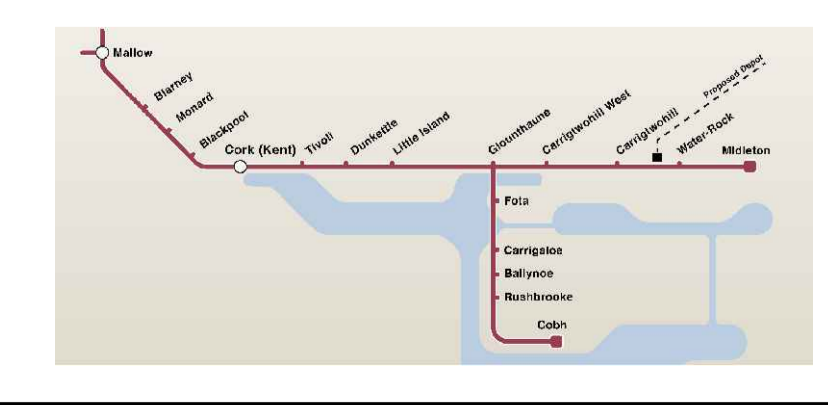 Mallow
Blarney
Monard
Blackpool
Cork (Kent)
Tivoli
Dunkettle
Little Island
Glounthaune
Carrigtwohill West
Carrigtwohill
Proposed Depot
Water-Rock
Midleton
Fota
Carrigaloe
Ballynoe
Rushbrooke
Cobh